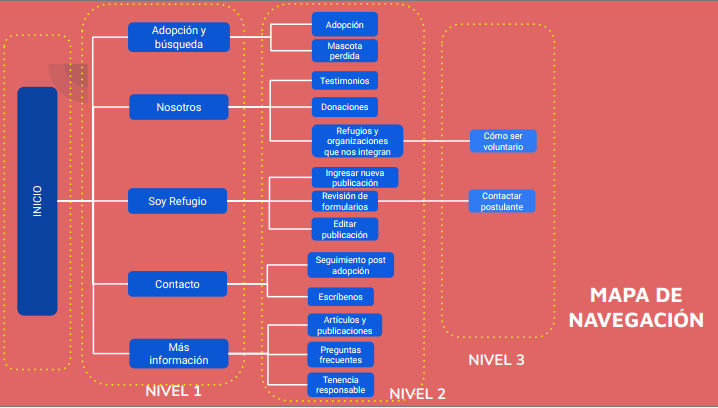 INICIO
Adopción y
búsqueda
Adopción
Mascota
perdida
Nosotros
Testimonios
Donaciones
Refugios y
organizaciones
que nos integran
Cómo ser
voluntario
Soy Refugio
Ingresar nueva
publicación
Revisión de
formularios
Contactar
postulante
Editar
publicación
Contacto
Seguimiento post
adopción
Escríbenos
Más
información
Artículos y
publicaciones
Preguntas
frecuentes
Tenencia
responsable
NIVEL 1
NIVEL 2
NIVEL 3
MAPA DE
NAVEGACIÓN